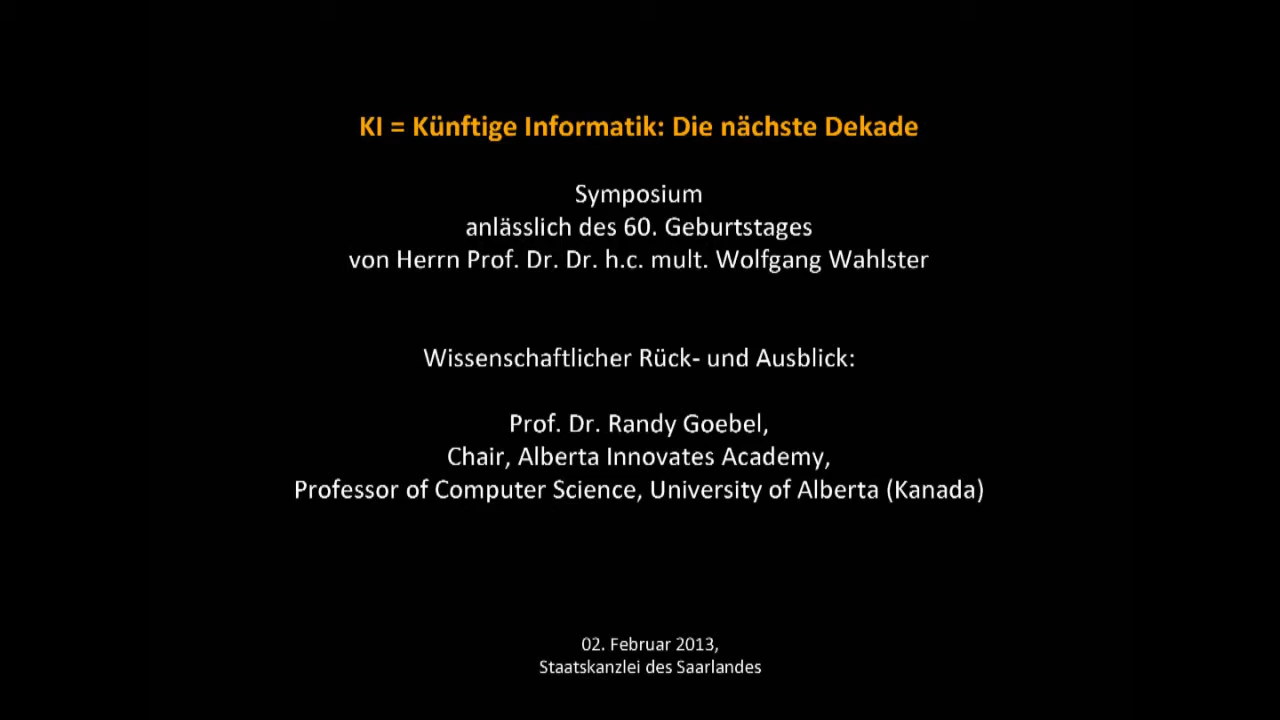 KI = Künftige Informatik: Die nächste Dekade
Symposium
anlässlich des 60. Geburtstages
von Herrn Prof. Dr. Dr. h.c. mult. Wolfgang Wahlster
Wissenschaftlicher Rück- und Ausblick:
Prof. Dr. Randy Goebel,
Chair, Alberta Innovates Academy,
Professor of Computer Science, University of Alberta (Kanada)
02. Februar 2013,
Staatskanzlei des Saarlandes